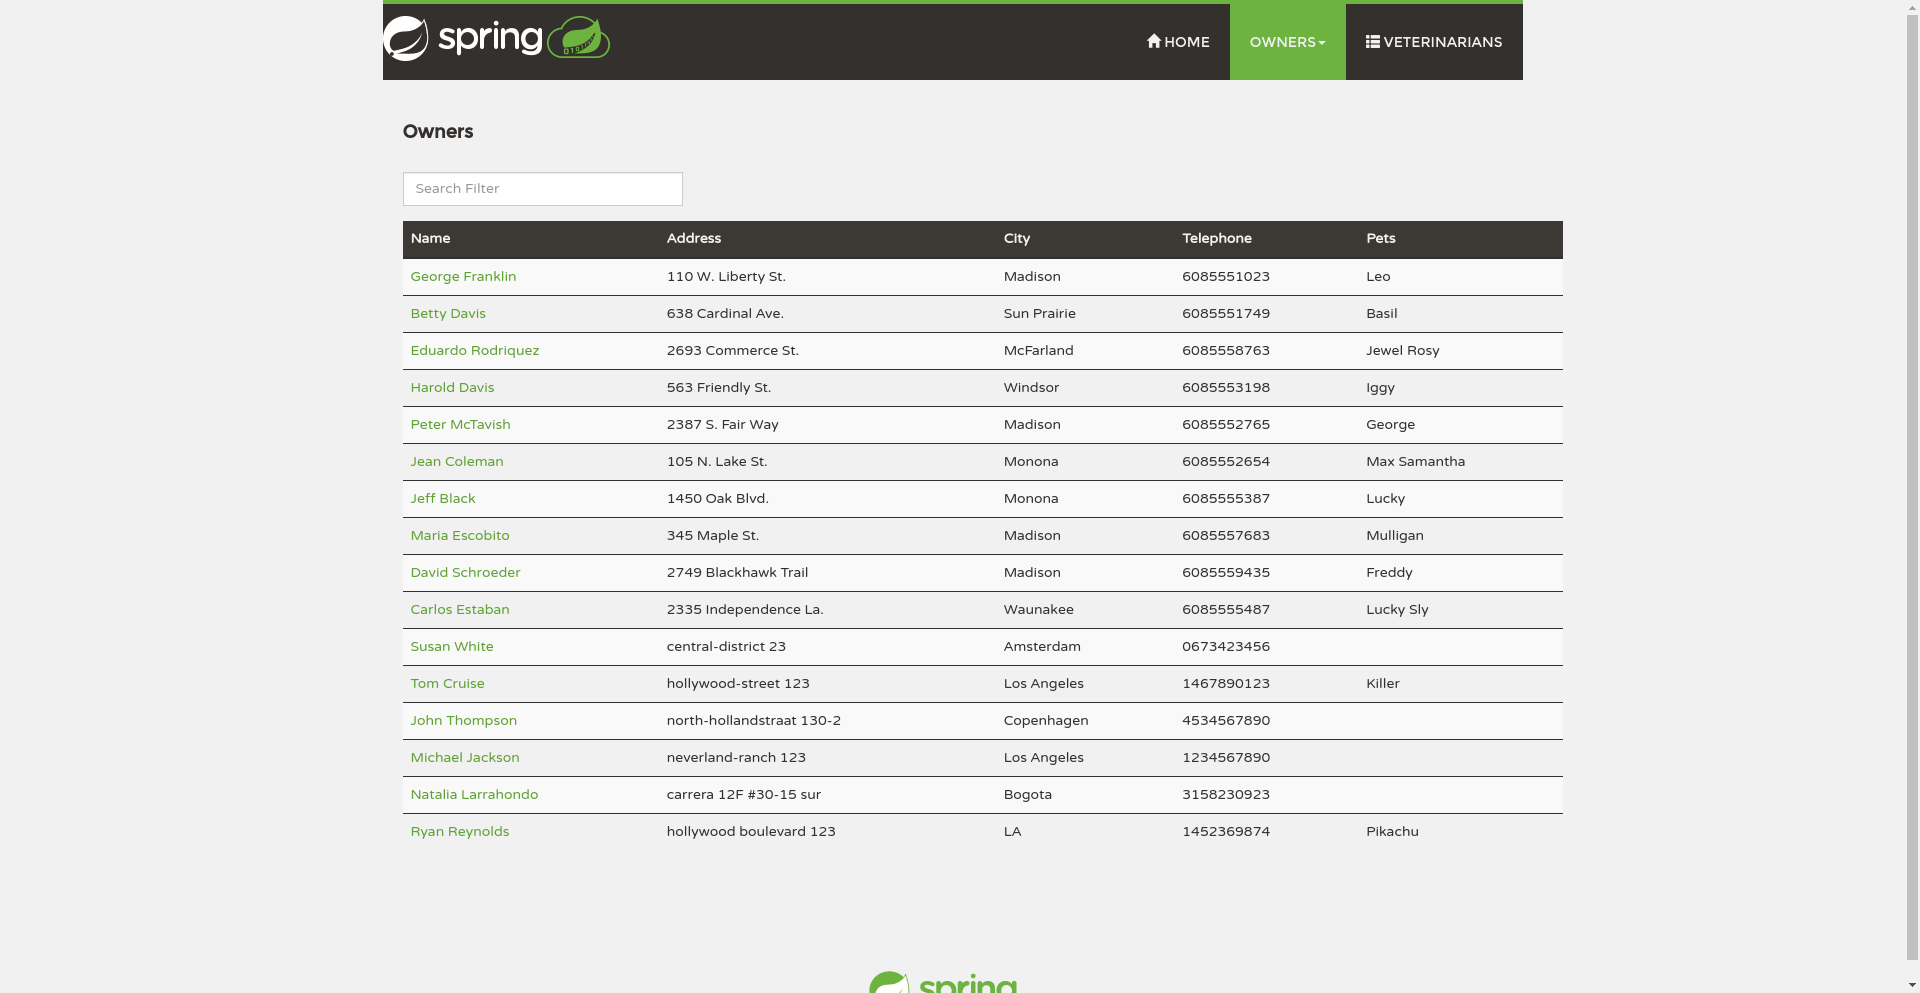 spring
HOME OWNERS VETERINARIANS
Owners
Search Filter
Name Address City Telephone Pets
George Franklin 110 W. Liberty St. Madison 6085551023 Leo
Betty Davis 638 Cardinal Ave. Sun Prairie 6085551749 Basil
Eduardo Rodriquez 2693 Commerce St. McFarland 6085558763 Jewel Rosy
Harold Davis 563 Friendly St. Windsor 6085553198 Iggy
Peter McTavish 2387 S. Fair Way Madison 6085552765 George
Jean Coleman 105 N. Lake St. Monona 6085552654 Max Samantha
Jeff Black 1450 Oak Blvd. Monona 6085555387 Lucky
Maria Escobito 345 Maple St. Madison 6085557683 Mulligan
David Schroeder 2749 Blackhawk Trail Madison 6085559435 Freddy
Carlos Estaban 2335 Independence La. Waunakee 6085555487 Lucky Sly
Susan White central-district 23 Amsterdam 0673423456
Tom Cruise hollywood-street 123 Los Angeles 1467890123 Killer
John Thompson north-hollandstraat 130-2 Copenhagen 4534567890
Michael Jackson neverland-ranch 123 Los Angeles 1234567890
Natalia Larrahondo carrera 12F #30-15 sur Bogota 3158230923
Ryan Reynolds hollywood boulevard 123 LA 1452369874 Pikachu
spring